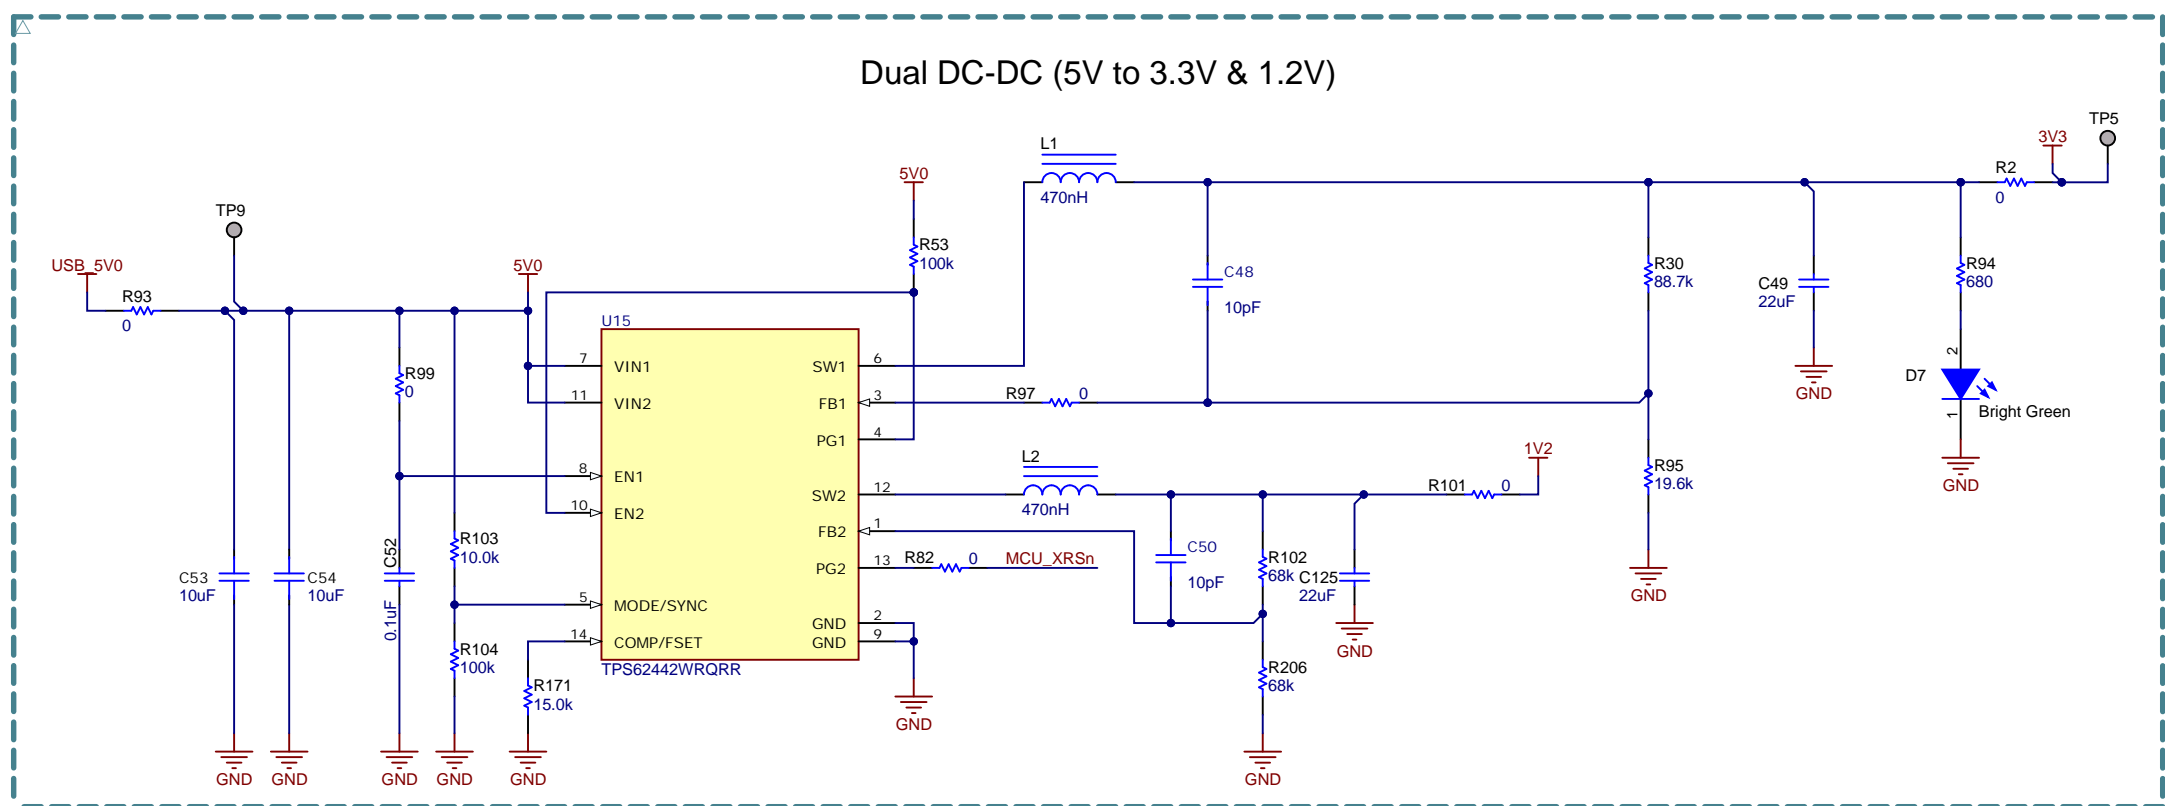 Dual DC-DC (5V to 3.3V & 1.2V)
TP5
3V3
L1
R2
470nH
0
5V0
TP9
R53
100k
USB_5V0
5V0
R93
0
C48
10pF
R30
88.7k
C49
22uF
R94
680
U15
R99
0
7
VIN1
SW1
6
2
D7
1
Bright Green
11
VIN2
FB1
3
R97
0
GND
PG1
4
8
EN1
L2
470nH
1V2
R95
19.6k
GND
SW2
12
R101
0
10
EN2
FB2
1
R103
10.0k
C52
0.1uF
C50
10pF
R102
68k
PG2
13
R82
0
MCU_XRSn
C125
22uF
C53
10uF
C54
10uF
GND
5
MODE/SYNC
GND
2
14
COMP/FSET
GND
9
GND
R104
100k
TPS62442WRQRR
R206
68k
R171
15.0k
GND
GND
GND
GND
GND
GND
GND